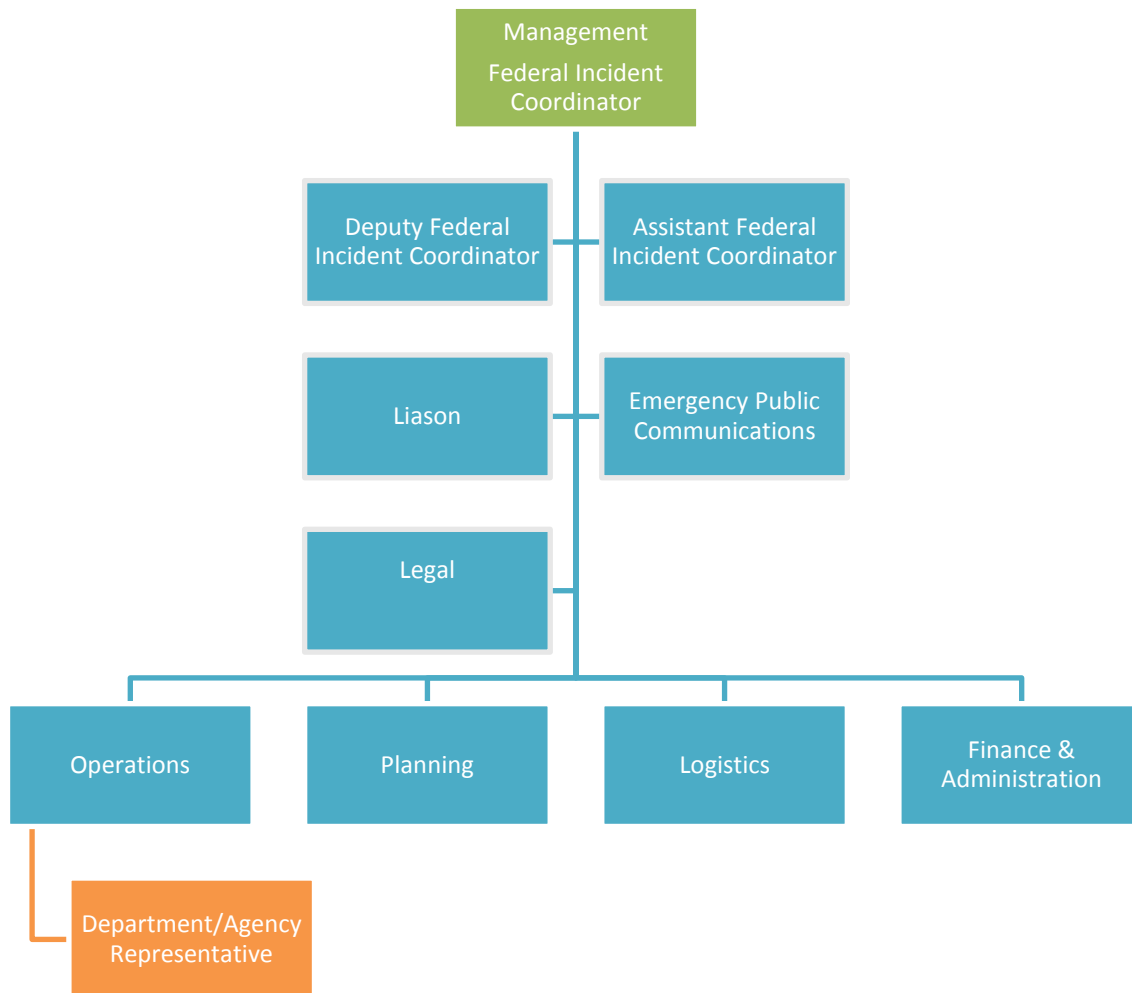 Management
Federal Incident
Coordinator
Deputy Federal
Incident Coordinator
Assistant Federal
Incident Coordinator
Liason
Emergency Public
Communications
Legal
Operations
Planning
Logistics
Finance &
Administration
Department/Agency
Representative